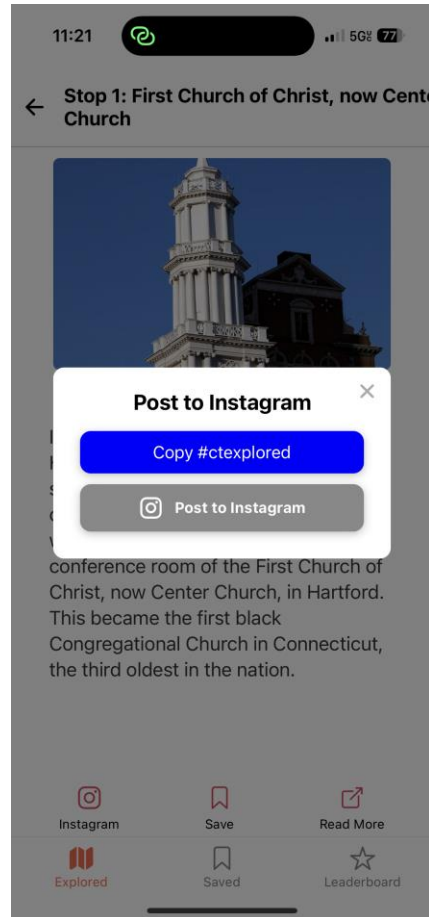 11:21
5G
77
Stop 1: First Church of Christ, now Cent
Church
Post to Instagram
Copy #ctexplored
Post to Instagram
conference room of the First Church of
Christ, now Center Church, in Hartford.
This became the first black
Congregational Church in Connecticut,
the third oldest in the nation.
Instagram
Save
Read More
Explored
Saved
Leaderboard